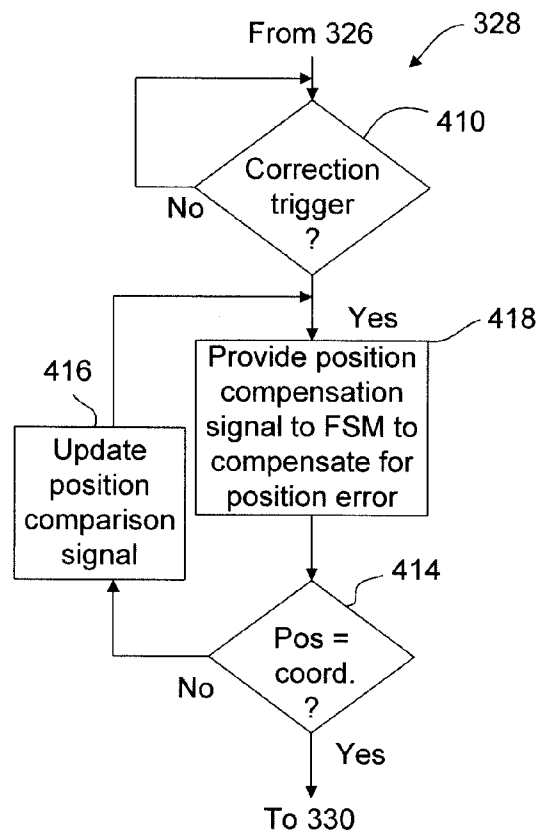 From 326
328
410
Correction
trigger
?
No
Yes
418
Provide position
compensation
signal to FSM to
compensate for
position error
416
Update
position
comparison
signal
414
Pos =
coord.
?
No
Yes
To 330